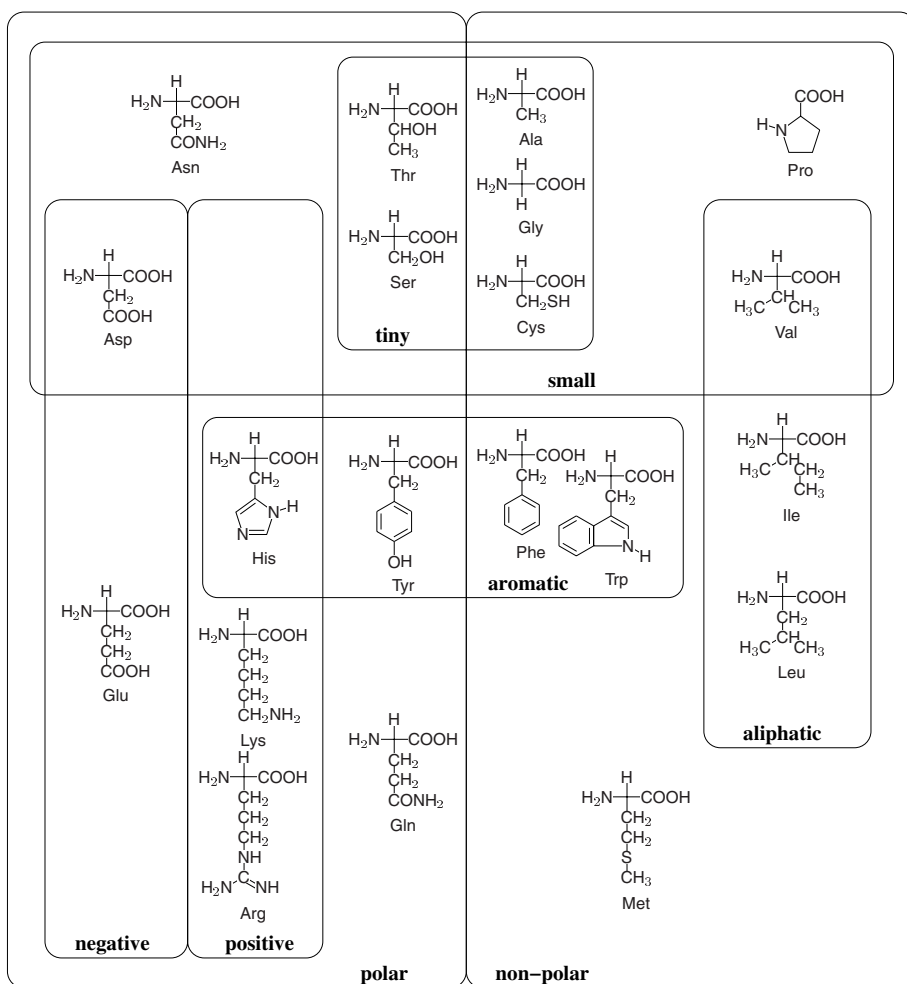 H
H₂N COOH
CH₂
CONH₂
Asn
H
H₂N COOH
CHOH
CH₃
Thr
H
H₂N COOH
CH₃
Ala
COOH
H N
Pro
H
H₂N COOH
H
Gly
H
H₂N COOH
CH₂
COOH
Asp
H
H₂N COOH
CH₂OH
Ser
tiny
H
H₂N COOH
CH₂SH
Cys
H
H₂N COOH
CH
H₃C CH₃
Val
small
H
H₂N COOH
CH₂
N H
N
His
H
H₂N COOH
CH₂
OH
Tyr
H
H₂N COOH
CH₂
Phe
H
H₂N COOH
CH₂
N H
Trp
aromatic
H
H₂N COOH
CH
H₃C CH₂
CH₃
Ile
H
H₂N COOH
CH₂
CH₂
COOH
Glu
H
H₂N COOH
CH₂
CH₂
CH₂
CH₂NH₂
Lys
H
H₂N COOH
CH₂
CH
H₃C CH₃
Leu
aliphatic
H
H₂N COOH
CH₂
CH₂
CH₂
NH
H₂N C NH
Arg
H
H₂N COOH
CH₂
CH₂
CONH₂
Gln
H
H₂N COOH
CH₂
CH₂
S
CH₃
Met
negative
positive
polar
non-polar